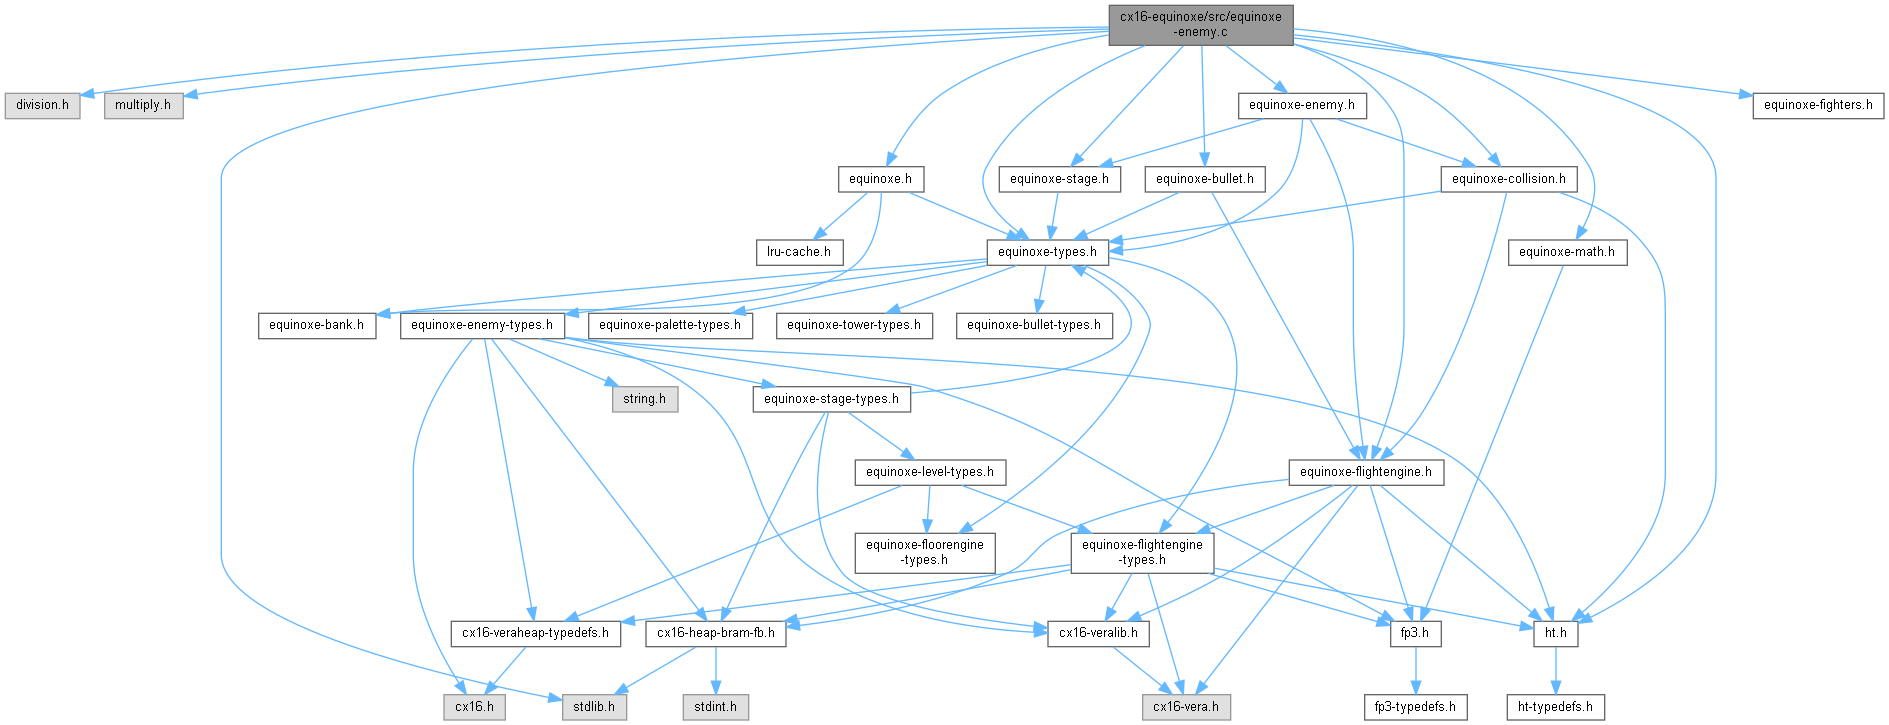 cx16-equinoxe/src/equinoxe
-enemy.c
division.h
multiply.h
equinoxe-enemy.h
equinoxe-fighters.h
equinoxe.h
equinoxe-stage.h
equinoxe-bullet.h
equinoxe-collision.h
lru-cache.h
equinoxe-types.h
equinoxe-math.h
equinoxe-bank.h
equinoxe-enemy-types.h
equinoxe-palette-types.h
equinoxe-tower-types.h
equinoxe-bullet-types.h
string.h
equinoxe-stage-types.h
equinoxe-level-types.h
equinoxe-flightengine.h
equinoxe-floorengine
-types.h
equinoxe-flightengine
-types.h
cx16-veraheap-typedefs.h
cx16-heap-bram-fb.h
cx16-veralib.h
fp3.h
ht.h
cx16.h
stdlib.h
stdint.h
cx16-vera.h
fp3-typedefs.h
ht-typedefs.h